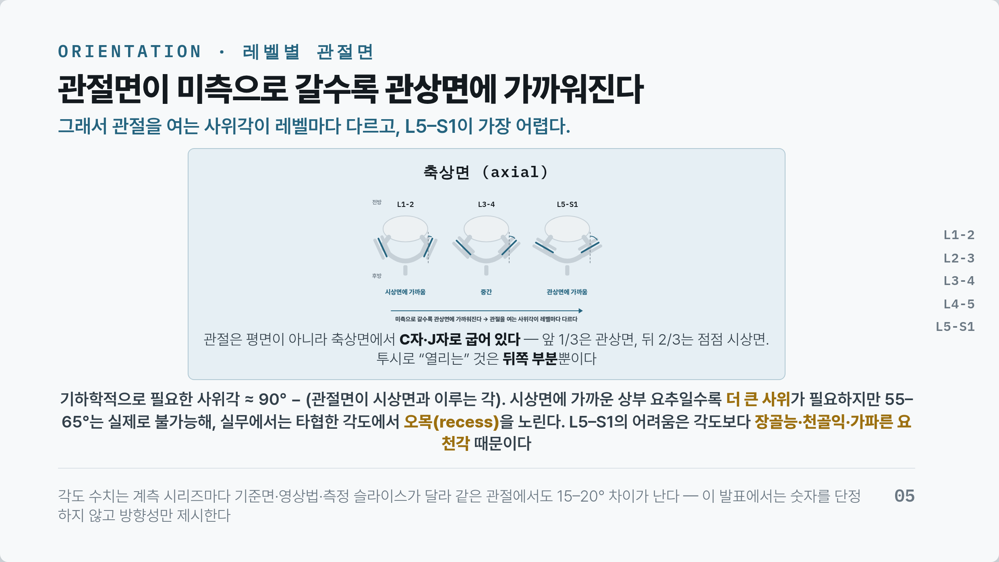 ORIENTATION · 레벨별 관절면
관절면이 미측으로 갈수록 관상면에 가까워진다
그래서 관절을 여는 사위각이 레벨마다 다르고, L5–S1이 가장 어렵다.
축상면 (axial)
전방 L1-2 L3-4 L5-S1
후방
시상면에 가까움 중간 관상면에 가까움
미측으로 갈수록 관상면에 가까워진다 → 관절을 여는 사위각이 레벨마다 다르다
관절은 평면이 아니라 축상면에서 C자·J자로 굽어 있다 — 앞 1/3은 관상면, 뒤 2/3는 점점 시상면.
투시로 “열리는” 것은 뒤쪽 부분뿐이다
L1-2
L2-3
L3-4
L4-5
L5-S1
기하학적으로 필요한 사위각 ≈ 90° − (관절면이 시상면과 이루는 각). 시상면에 가까운 상부 요추일수록 더 큰 사위가 필요하지만 55–
65°는 실제로 불가능해, 실무에서는 타협한 각도에서 오목(recess)을 노린다. L5–S1의 어려움은 각도보다 장골능·천골익·가파른 요
천각 때문이다
각도 수치는 계측 시리즈마다 기준면·영상법·측정 슬라이스가 달라 같은 관절에서도 15–20° 차이가 난다 — 이 발표에서는 숫자를 단정
하지 않고 방향성만 제시한다
05